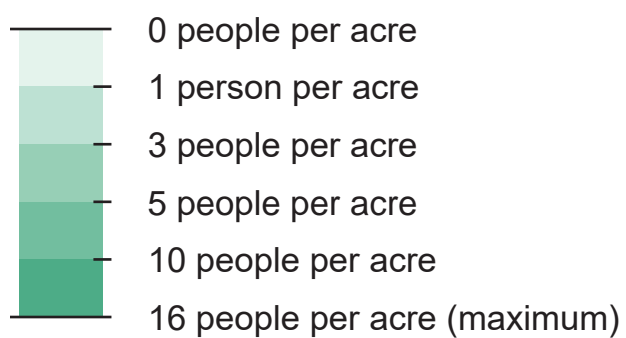 0 people per acre
1 person per acre
3 people per acre
5 people per acre
10 people per acre
16 people per acre (maximum)